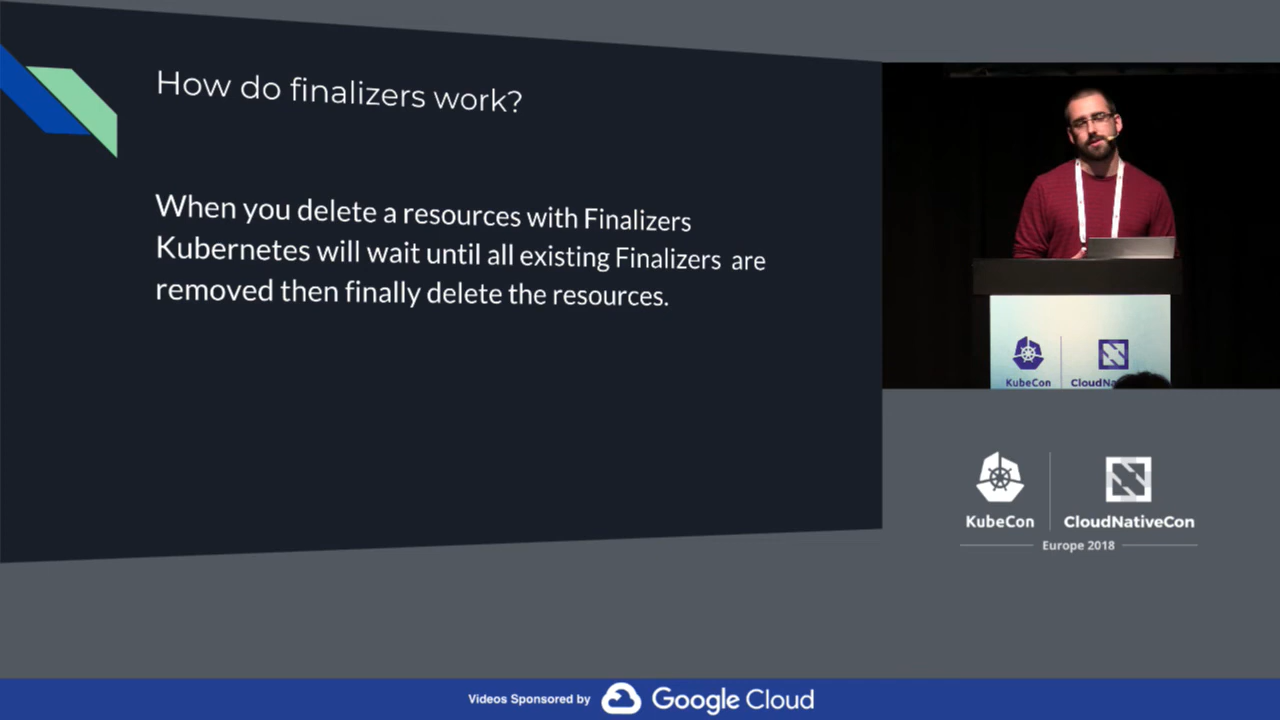 How do finalizers work?
When you delete a resources with Finalizers
Kubernetes will wait until all existing Finalizers are
removed then finally delete the resources.
KubeCon
CloudNa
KubeCon
CloudNativeCon
Europe 2018
Videos Sponsored by
Google Cloud